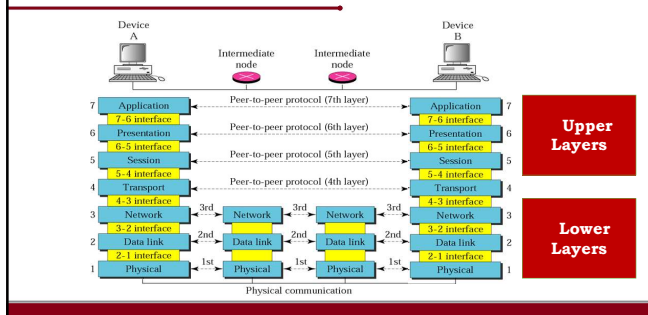 Device
A
Device
B
Intermediate
node
Intermediate
node
7 Application Peer-to-peer protocol (7th layer) Application 7
7-6 interface 7-6 interface
6 Presentation Peer-to-peer protocol (6th layer) Presentation 6
6-5 interface 6-5 interface
5 Session Peer-to-peer protocol (5th layer) Session 5
5-4 interface 5-4 interface
4 Transport Peer-to-peer protocol (4th layer) Transport 4
4-3 interface 4-3 interface
3 Network 3rd Network 3rd Network 3rd Network 3
3-2 interface 3-2 interface
2 Data link 2nd Data link 2nd Data link 2nd Data link 2
2-1 interface 2-1 interface
1 Physical 1st Physical 1st Physical 1st Physical 1
Physical communication
Upper
Layers
Lower
Layers